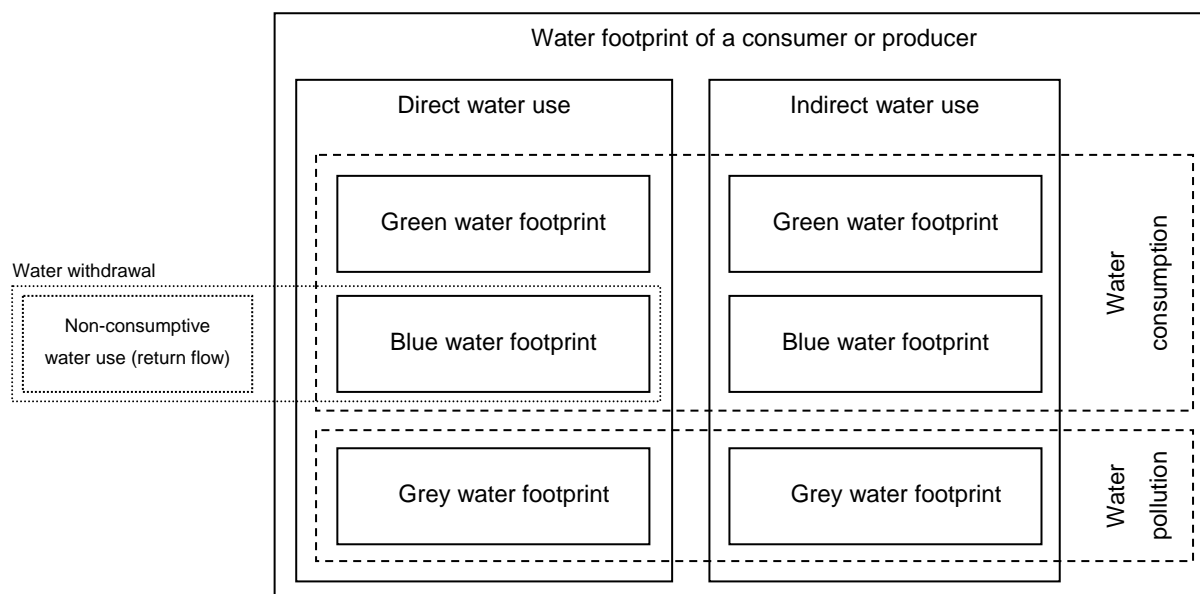 Water footprint of a consumer or producer
Direct water use
Indirect water use
Green water footprint
Green water footprint
Water
consumption
Water withdrawal
Non-consumptive
water use (return flow)
Blue water footprint
Blue water footprint
Grey water footprint
Grey water footprint
Water
pollution